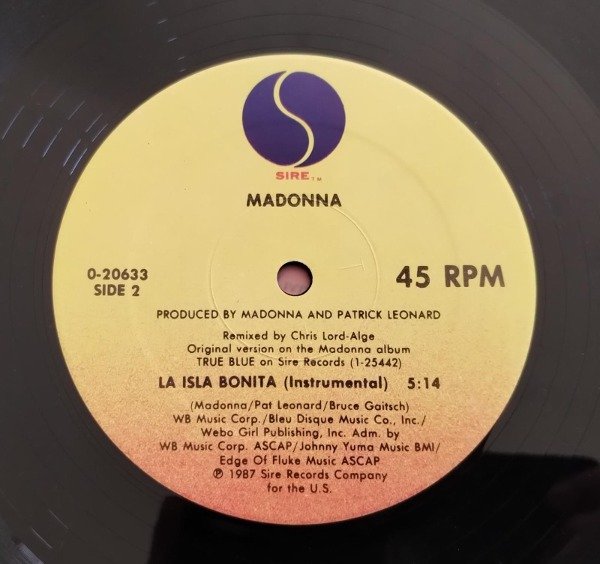 SIRE TM
MADONNA
0-20633
SIDE 2
45 RPM
PRODUCED BY MADONNA AND PATRICK LEONARD
Remixed by Chris Lord-Alge
Original version on the Madonna album
TRUE BLUE on Sire Records (1-25442)
LA ISLA BONITA (Instrumental) 5:14
(Madonna/Pat Leonard/Bruce Gaitsch)
WB Music Corp./Bleu Disque Music Co., Inc./
Webo Girl Publishing, Inc. Adm. by
WB Music Corp. ASCAP/Johnny Yuma Music BMI/
Edge Of Fluke Music ASCAP
℗ 1987 Sire Records Company
for the U.S.